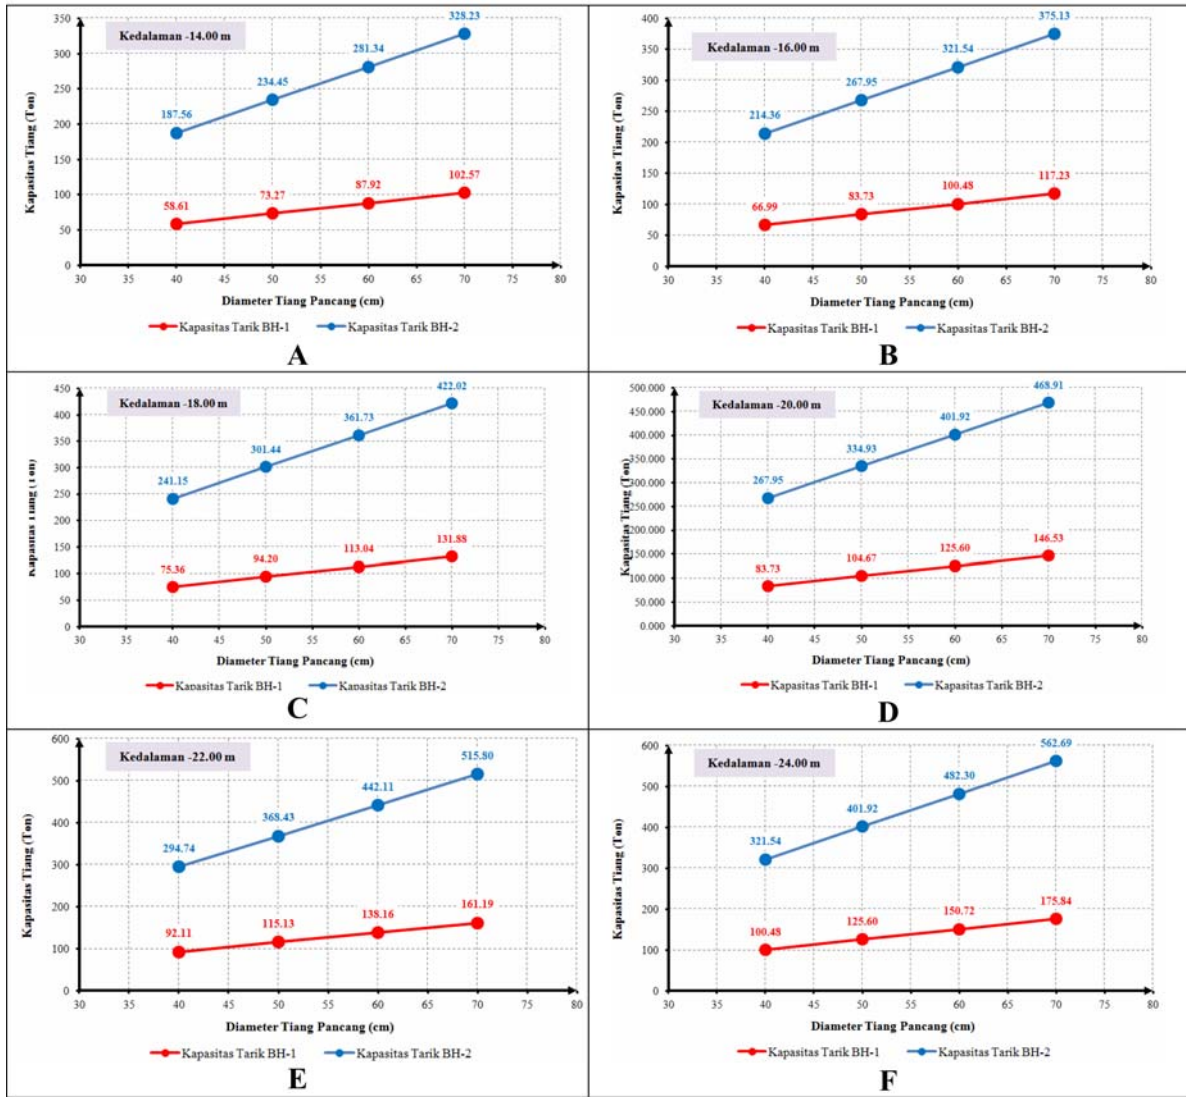 350
300
250
200
150
100
50
0
Kedalaman -14.00 m
328.23
281.34
234.45
187.56
102.57
87.92
73.27
58.61
30 35 40 45 50 55 60 65 70 75 80
Kapasitas Tiang (Ton)
Diameter Tiang Pancang (cm)
Kapasitas Tarik BH-1 Kapasitas Tarik BH-2
A
400
350
300
250
200
150
100
50
0
Kedalaman -16.00 m
375.13
321.54
267.95
214.36
117.23
100.48
83.73
66.99
30 35 40 45 50 55 60 65 70 75 80
Kapasitas Tiang (Ton)
Diameter Tiang Pancang (cm)
Kapasitas Tarik BH-1 Kapasitas Tarik BH-2
B
450
400
350
300
250
200
150
100
50
0
Kedalaman -18.00 m
422.02
361.73
301.44
241.15
131.88
113.04
94.20
75.36
30 35 40 45 50 55 60 65 70 75 80
Kapasitas Tiang (Ton)
Diameter Tiang Pancang (cm)
Kapasitas Tarik BH-1 Kapasitas Tarik BH-2
C
500.000
450.000
400.000
350.000
300.000
250.000
200.000
150.000
100.000
50.000
0.000
Kedalaman -20.00 m
468.91
401.92
334.93
267.95
146.53
125.60
104.67
83.73
30 35 40 45 50 55 60 65 70 75 80
Kapasitas Tiang (Ton)
Diameter Tiang Pancang (cm)
Kapasitas Tarik BH-1 Kapasitas Tarik BH-2
D
600
500
400
300
200
100
0
Kedalaman -22.00 m
515.80
442.11
368.43
294.74
161.19
138.16
115.13
92.11
30 35 40 45 50 55 60 65 70 75 80
Kapasitas Tiang (Ton)
Diameter Tiang Pancang (cm)
Kapasitas Tarik BH-1 Kapasitas Tarik BH-2
E
600
500
400
300
200
100
0
Kedalaman -24.00 m
562.69
482.30
401.92
321.54
175.84
150.72
125.60
100.48
30 35 40 45 50 55 60 65 70 75 80
Kapasitas Tiang (Ton)
Diameter Tiang Pancang (cm)
Kapasitas Tarik BH-1 Kapasitas Tarik BH-2
F